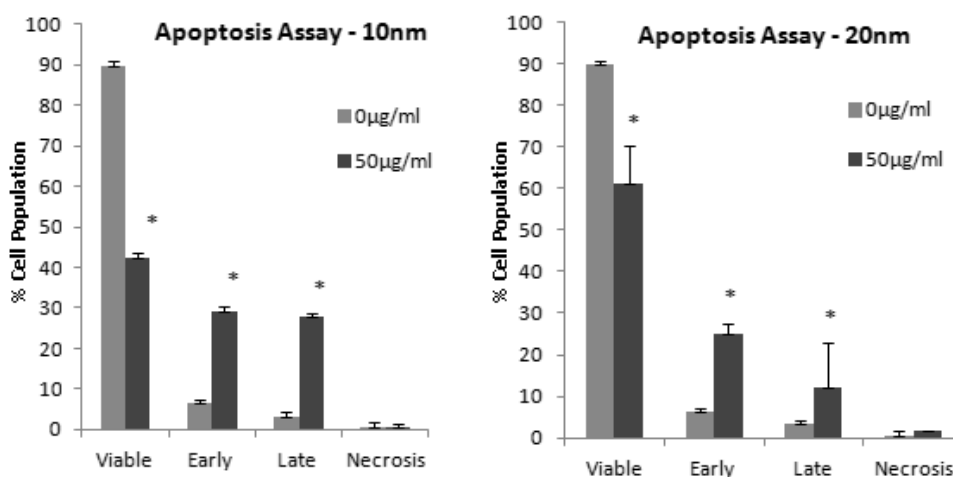 Apoptosis Assay - 10nm
% Cell Population
100
90
80
70
60
50
40
30
20
10
0
0µg/ml
50µg/ml
*
*
*
Viable Early Late Necrosis
Apoptosis Assay - 20nm
% Cell Population
100
90
80
70
60
50
40
30
20
10
0
0µg/ml
50µg/ml
*
*
*
Viable Early Late Necrosis